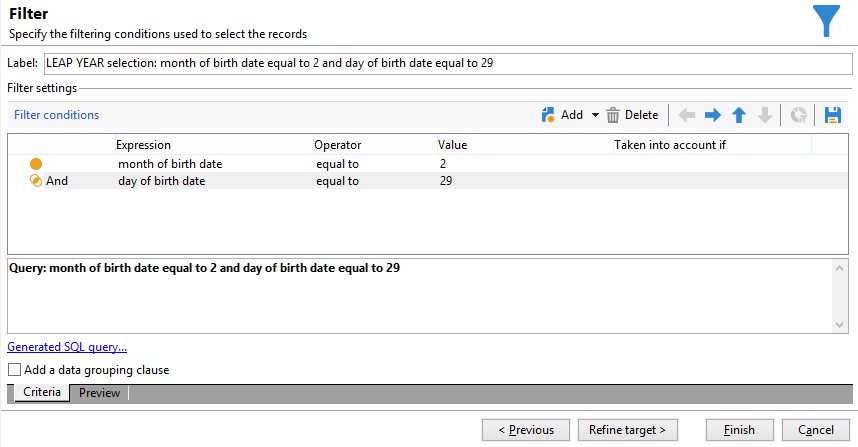 Filter
Specify the filtering conditions used to select the records
Label: LEAP YEAR selection: month of birth date equal to 2 and day of birth date equal to 29
Filter settings
Filter conditions Add Delete
Expression Operator Value Taken into account if
month of birth date equal to 2
And day of birth date equal to 29
Query: month of birth date equal to 2 and day of birth date equal to 29
Generated SQL query...
Add a data grouping clause
Criteria Preview
< Previous Refine target > Finish Cancel